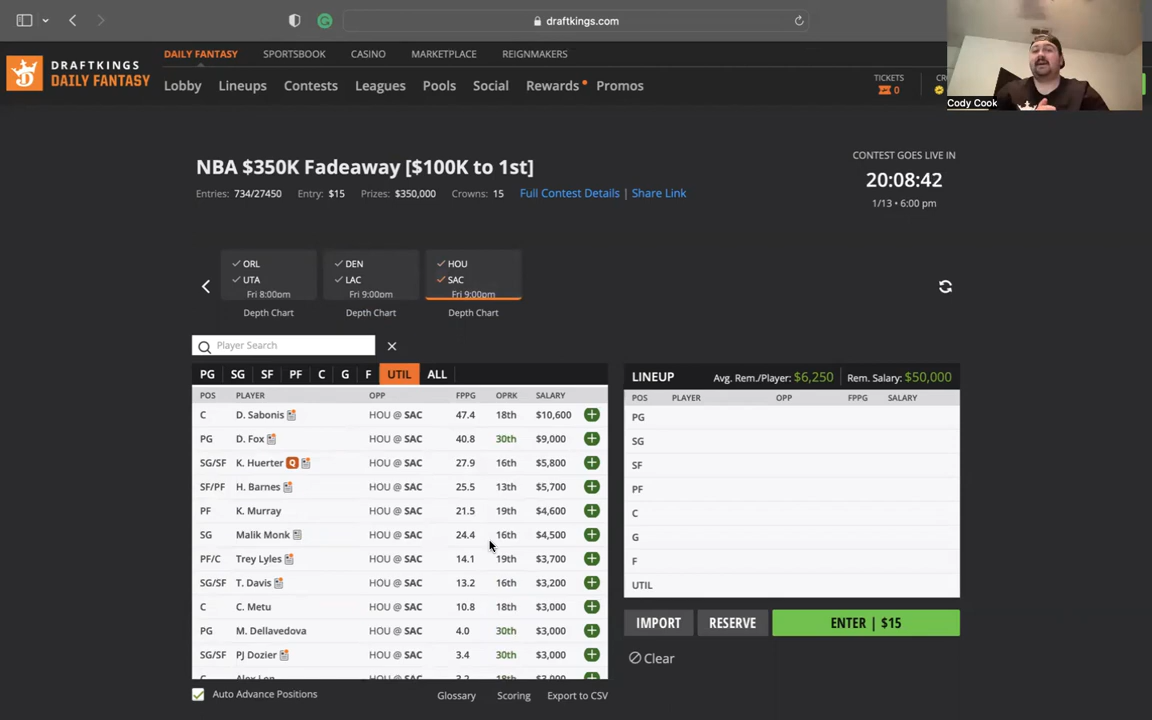 draftkings.com
DRAFTKINGS
DAILY FANTASY
DAILY FANTASY SPORTSBOOK CASINO MARKETPLACE REIGNMAKERS
Lobby Lineups Contests Leagues Pools Social Rewards Promos
TICKETS
0
Cody Cook
NBA $350K Fadeaway [$100K to 1st]
Entries: 734/27450 Entry: $15 Prizes: $350,000 Crowns: 15 Full Contest Details | Share Link
CONTEST GOES LIVE IN
20:08:42
1/13 • 6:00 pm
ORL
UTA
Fri 8:00pm
Depth Chart
DEN
LAC
Fri 9:00pm
Depth Chart
HOU
SAC
Fri 9:00pm
Depth Chart
Player Search
PG SG SF PF C G F UTIL ALL
POS PLAYER OPP FPPG OPRK SALARY
C D. Sabonis HOU @ SAC 47.4 18th $10,600
PG D. Fox HOU @ SAC 40.8 30th $9,000
SG/SF K. Huerter Q HOU @ SAC 27.9 16th $5,800
SF/PF H. Barnes HOU @ SAC 25.5 13th $5,700
PF K. Murray HOU @ SAC 21.5 19th $4,600
SG Malik Monk HOU @ SAC 24.4 16th $4,500
PF/C Trey Lyles HOU @ SAC 14.1 19th $3,700
SG/SF T. Davis HOU @ SAC 13.2 16th $3,200
C C. Metu HOU @ SAC 10.8 18th $3,000
PG M. Dellavedova HOU @ SAC 4.0 30th $3,000
SG/SF PJ Dozier HOU @ SAC 3.4 30th $3,000
C Alex Len HOU @ SAC 3.2 18th $3,000
Auto Advance Positions Glossary Scoring Export to CSV
LINEUP Avg. Rem./Player: $6,250 Rem. Salary: $50,000
POS PLAYER OPP FPPG SALARY
PG
SG
SF
PF
C
G
F
UTIL
IMPORT RESERVE ENTER | $15
Clear